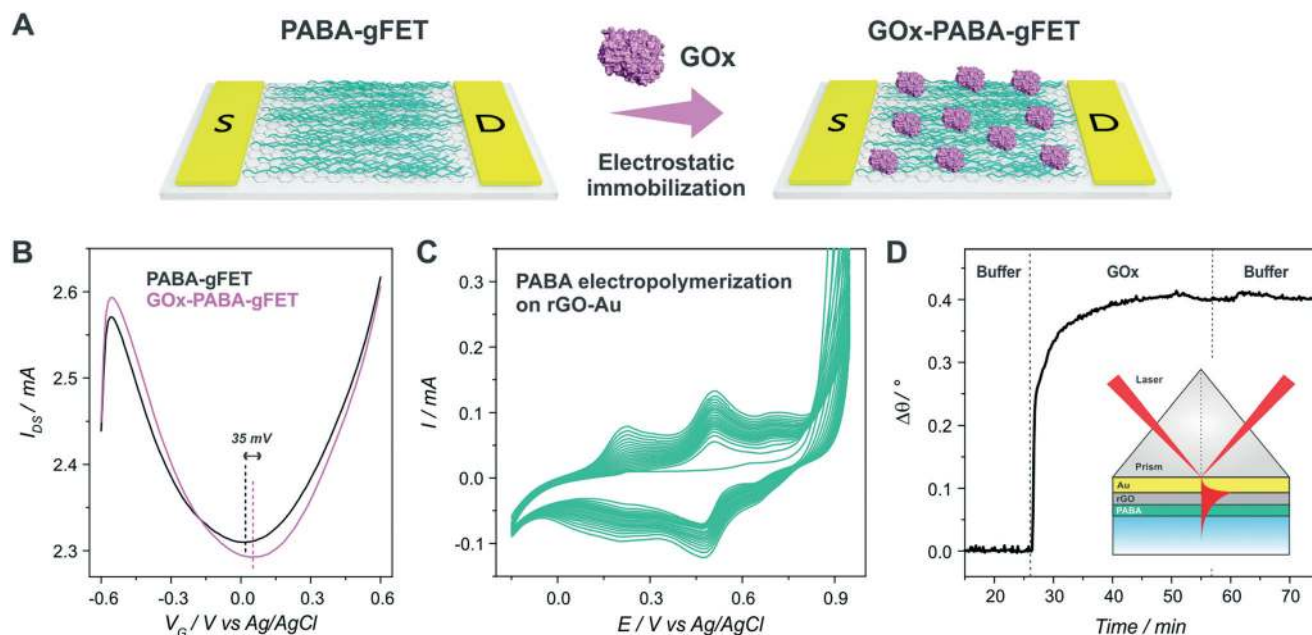 A
PABA-gFET
GOx
GOx-PABA-gFET
S
D
S
D
Electrostatic
immobilization
B
PABA-gFET
GOx-PABA-gFET
35 mV
2.6
2.5
2.4
2.3
I_DS / mA
-0.6
-0.3
0.0
0.3
0.6
V_G / V vs Ag/AgCl
C
PABA electropolymerization
on rGO-Au
0.3
0.2
0.1
0.0
-0.1
I / mA
0.0
0.3
0.6
0.9
E / V vs Ag/AgCl
D
Buffer
GOx
Buffer
0.4
0.3
0.2
0.1
0.0
Δθ / °
Laser
Prism
Au
rGO
PABA
20
30
40
50
60
70
Time / min